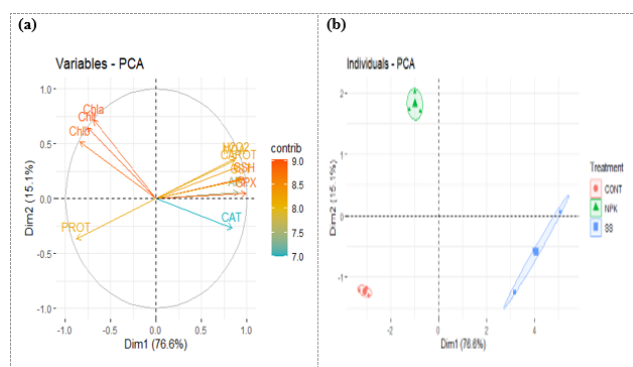 (a)
Variables - PCA
Dim2 (15.1%)
1.0
0.5
0.0
-0.5
-1.0
Chla
Chlb
H2O2
CAROT
GSH
GPX
CAT
PROT
-1.0 -0.5 0.0 0.5 1.0
Dim1 (76.6%)
contrib
9.0
8.5
8.0
7.5
7.0
(b)
Individuals - PCA
Dim2 (15.1%)
2
1
0
-1
-2 0 2 4
Dim1 (76.6%)
Treatment
CONT
NPK
SS